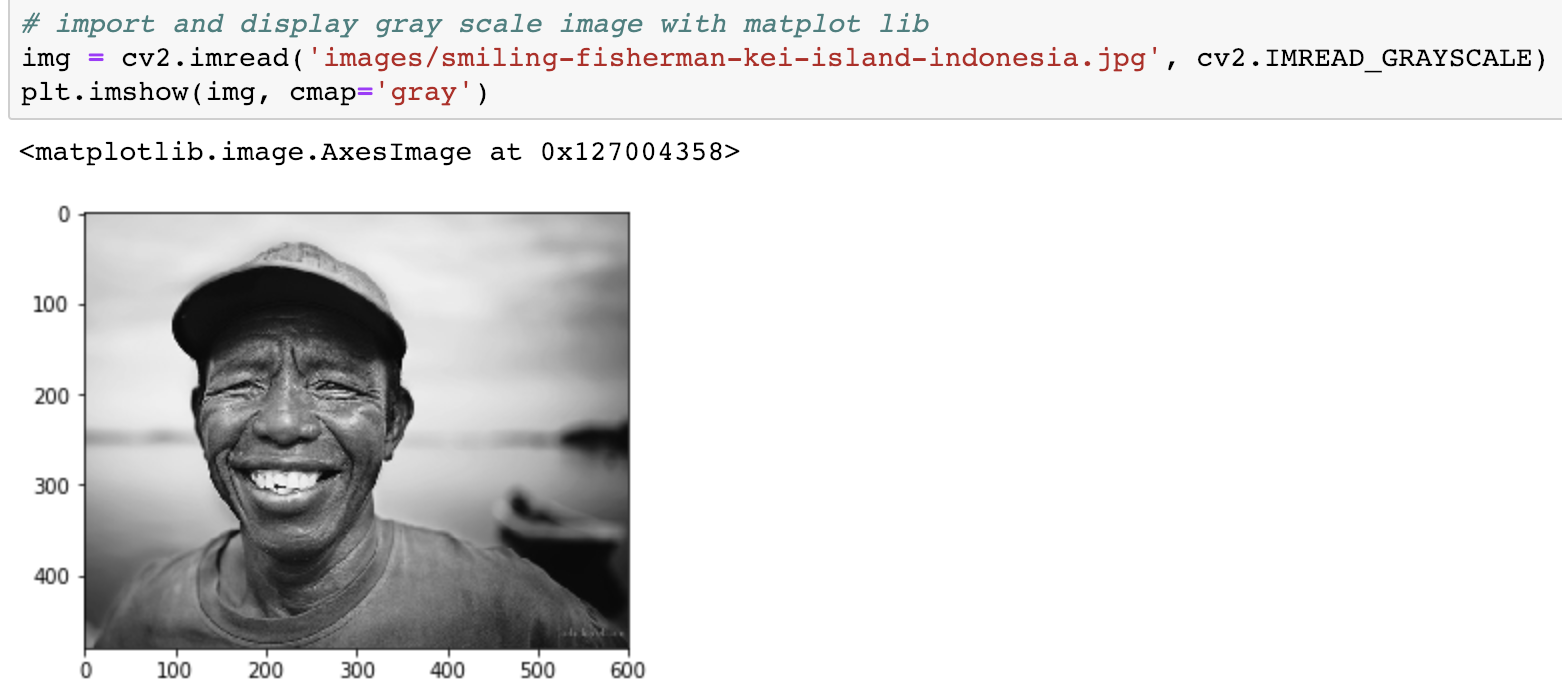 # import and display gray scale image with matplot lib
img = cv2.imread('images/smiling-fisherman-kei-island-indonesia.jpg', cv2.IMREAD_GRAYSCALE)
plt.imshow(img, cmap='gray')
<matplotlib.image.AxesImage at 0x127004358>
0
100
200
300
400
0 100 200 300 400 500 600